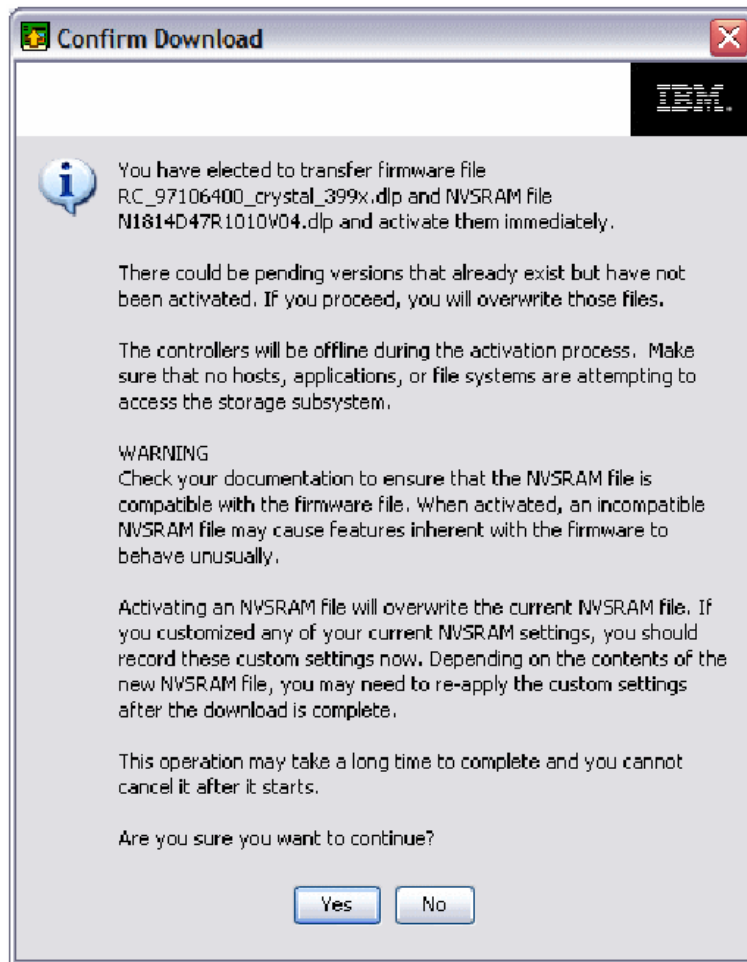 Confirm Download
IBM.
You have elected to transfer firmware file
RC_97106400_crystal_399x.dlp and NVSRAM file
N1814D47R1010V04.dlp and activate them immediately.
There could be pending versions that already exist but have not
been activated. If you proceed, you will overwrite those files.
The controllers will be offline during the activation process.  Make
sure that no hosts, applications, or file systems are attempting to
access the storage subsystem.
WARNING
Check your documentation to ensure that the NVSRAM file is
compatible with the firmware file. When activated, an incompatible
NVSRAM file may cause features inherent with the firmware to
behave unusually.
Activating an NVSRAM file will overwrite the current NVSRAM file. If
you customized any of your current NVSRAM settings, you should
record these custom settings now. Depending on the contents of the
new NVSRAM file, you may need to re-apply the custom settings
after the download is complete.
This operation may take a long time to complete and you cannot
cancel it after it starts.
Are you sure you want to continue?
Yes No